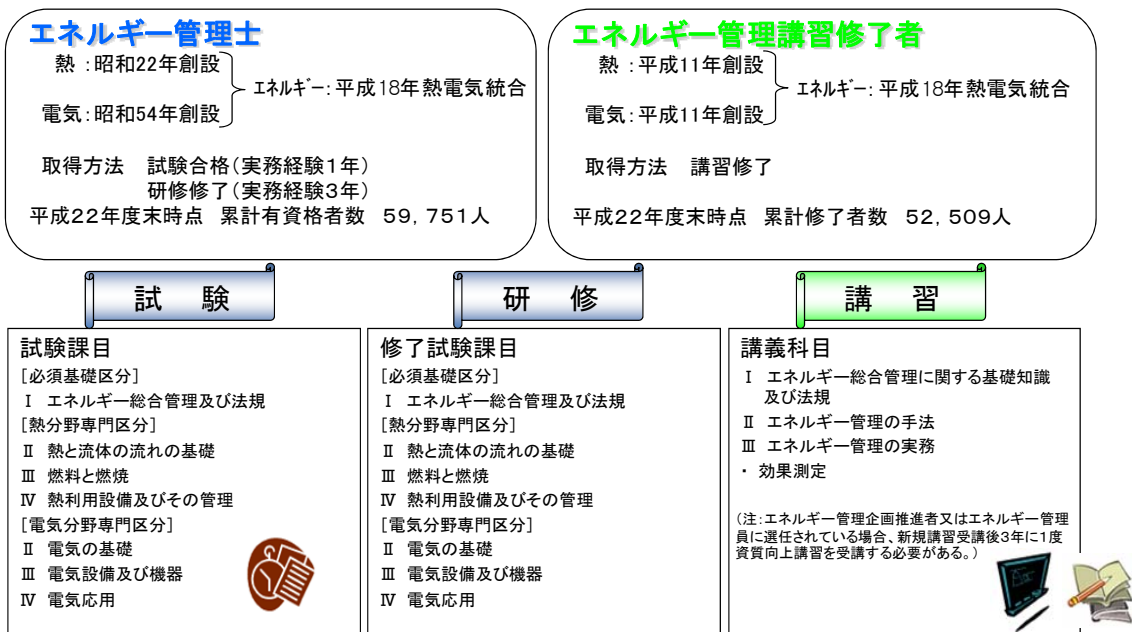 エネルギー管理士
熱 :昭和22年創設
電気:昭和54年創設
エネルギー:平成18年熱電気統合
取得方法 試験合格(実務経験1年)
研修修了(実務経験3年)
平成22年度末時点 累計有資格者数 59,751人
エネルギー管理講習修了者
熱 :平成11年創設
電気:平成11年創設
エネルギー:平成18年熱電気統合
取得方法 講習修了
平成22年度末時点 累計修了者数 52,509人
試 験
試験課目
[必須基礎区分]
Ⅰ エネルギー総合管理及び法規
[熱分野専門区分]
Ⅱ 熱と流体の流れの基礎
Ⅲ 燃料と燃焼
Ⅳ 熱利用設備及びその管理
[電気分野専門区分]
Ⅱ 電気の基礎
Ⅲ 電気設備及び機器
Ⅳ 電気応用
研 修
修了試験課目
[必須基礎区分]
Ⅰ エネルギー総合管理及び法規
[熱分野専門区分]
Ⅱ 熱と流体の流れの基礎
Ⅲ 燃料と燃焼
Ⅳ 熱利用設備及びその管理
[電気分野専門区分]
Ⅱ 電気の基礎
Ⅲ 電気設備及び機器
Ⅳ 電気応用
講 習
講義科目
Ⅰ エネルギー総合管理に関する基礎知識
及び法規
Ⅱ エネルギー管理の手法
Ⅲ エネルギー管理の実務
・ 効果測定
(注:エネルギー管理企画推進者又はエネルギー管理
員に選任されている場合、新規講習受講後3年に1度
資質向上講習を受講する必要がある。)